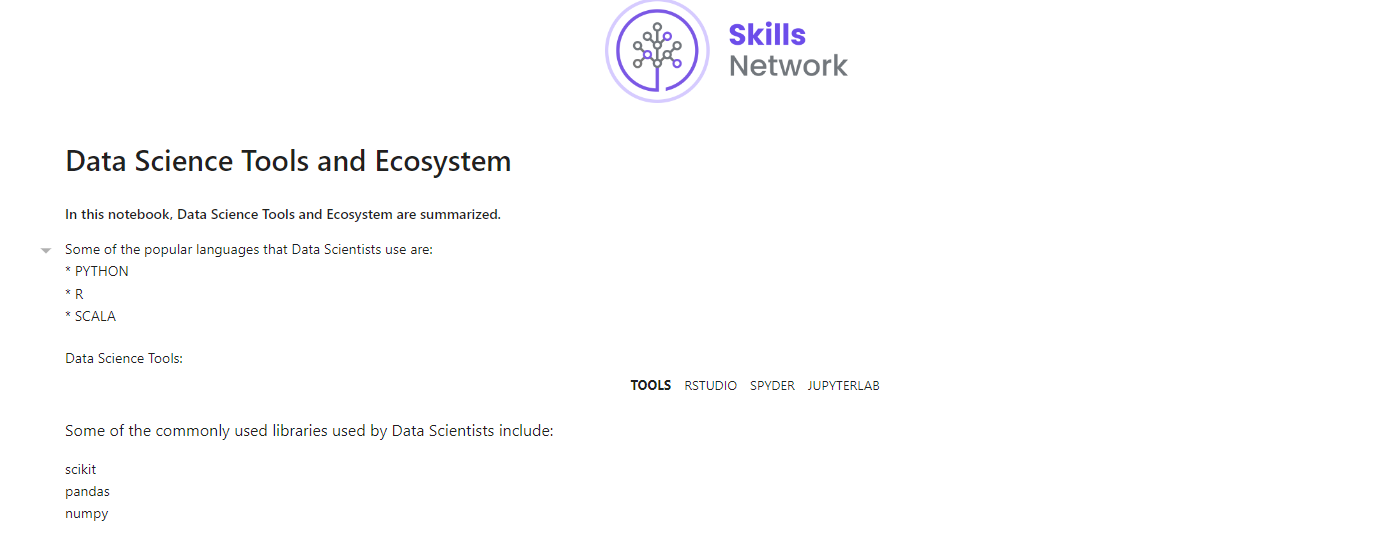 Skills
Network
Data Science Tools and Ecosystem
In this notebook, Data Science Tools and Ecosystem are summarized.
Some of the popular languages that Data Scientists use are:
* PYTHON
* R
* SCALA
Data Science Tools:
TOOLS RSTUDIO SPYDER JUPYTERLAB
Some of the commonly used libraries used by Data Scientists include:
scikit
pandas
numpy